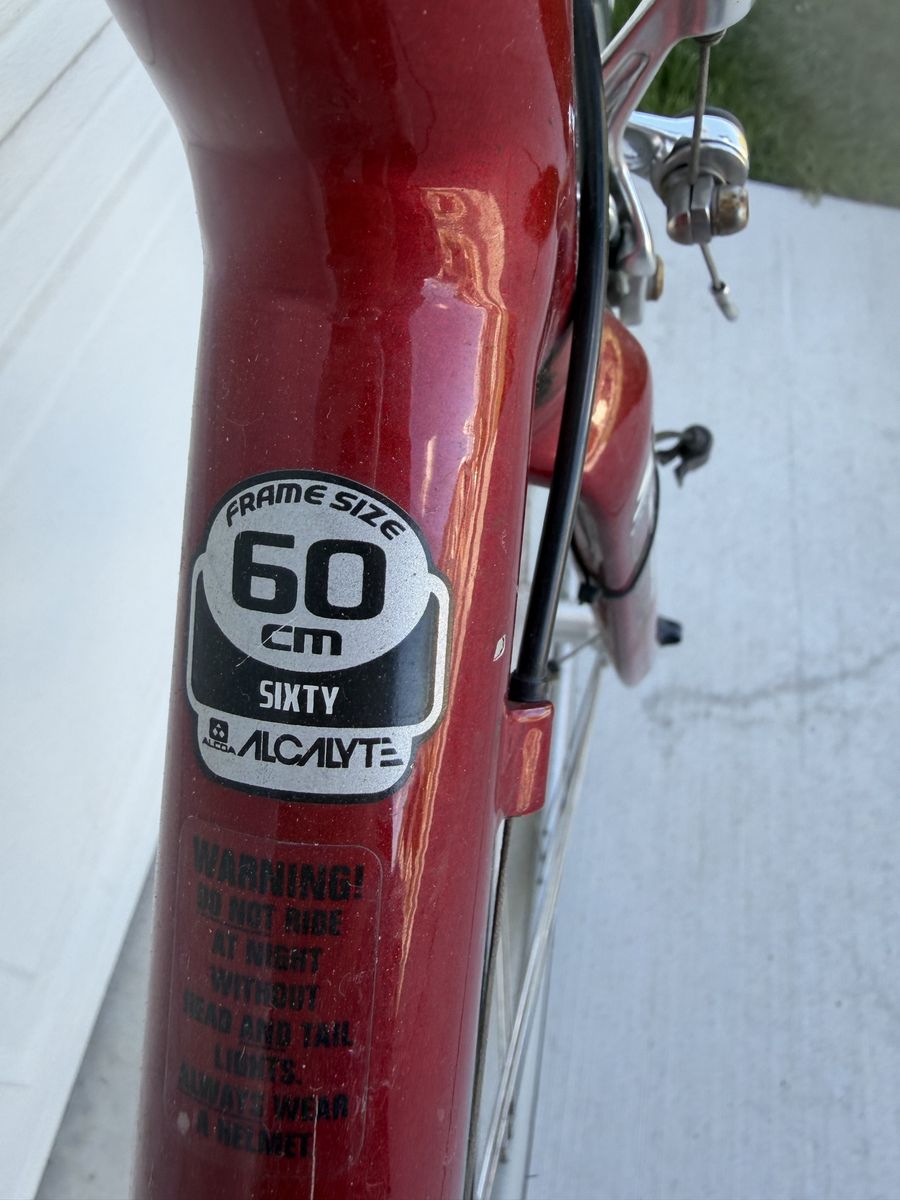 FRAME SIZE
60
cm
SIXTY
ALCOA ALCALYTE
WARNING!
DO NOT RIDE
AT NIGHT
WITHOUT
HEAD AND TAIL
LIGHTS.
ALWAYS WEAR
A HELMET